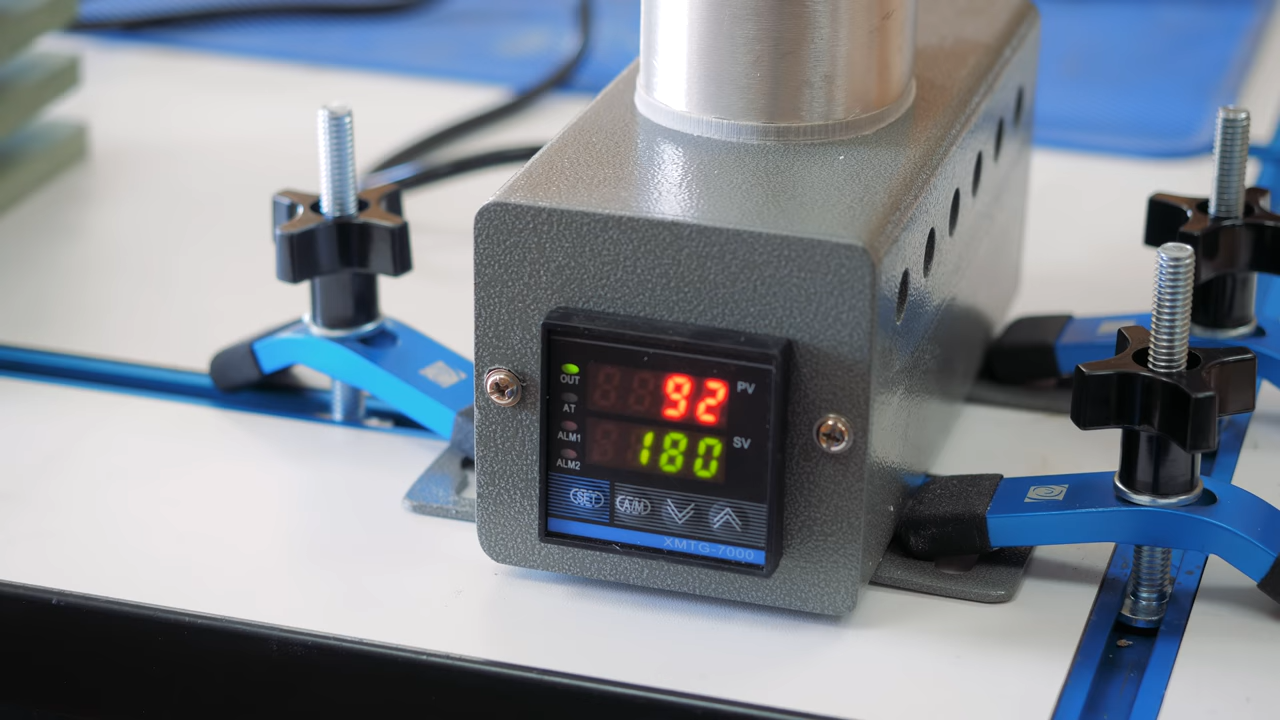 OUT 92 PV
AT
ALM1 180 SV
ALM2
SET A/M
XMTG-7000